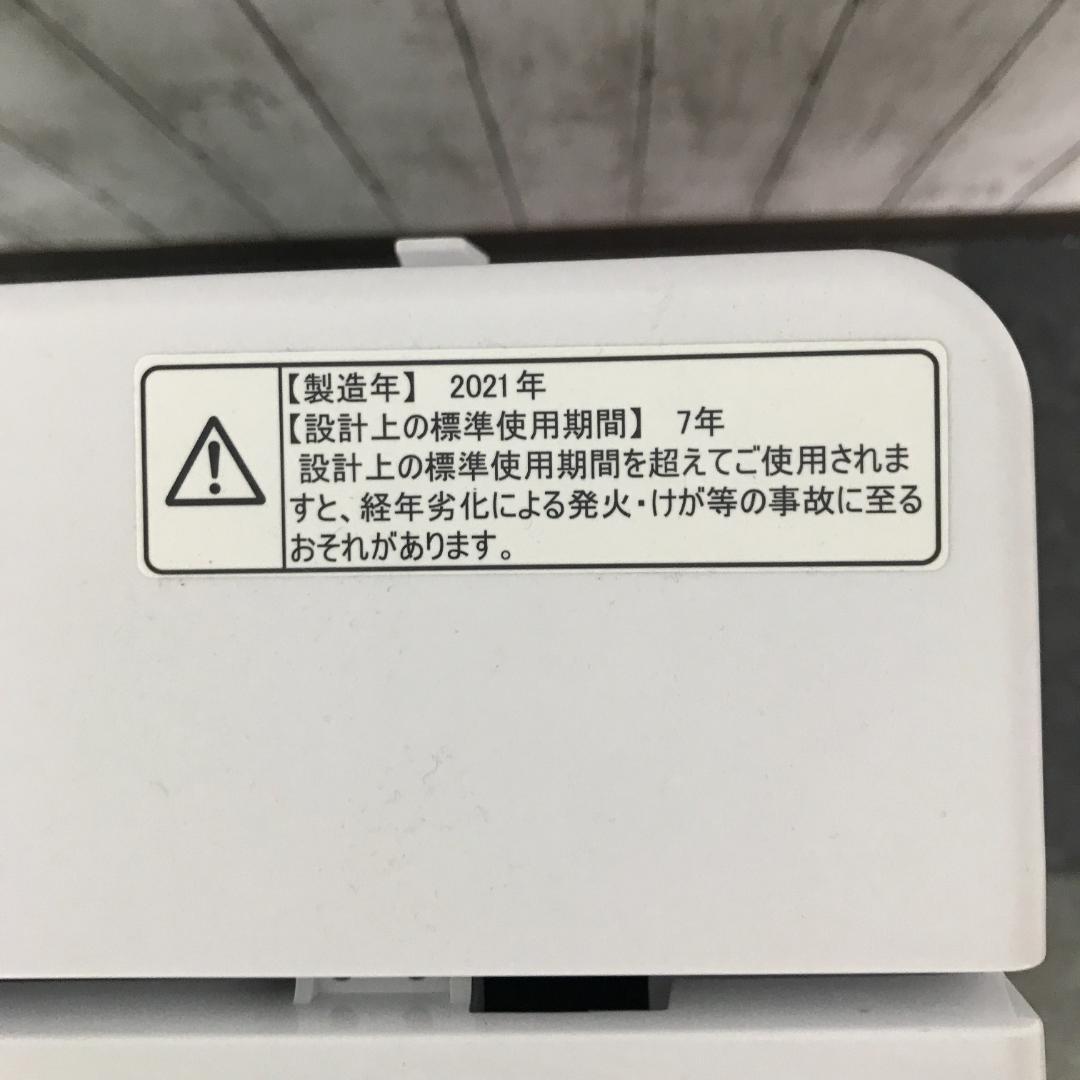 【製造年】 2021年
【設計上の標準使用期間】 7年
設計上の標準使用期間を超えてご使用されま
すと、経年劣化による発火・けが等の事故に至る
おそれがあります。